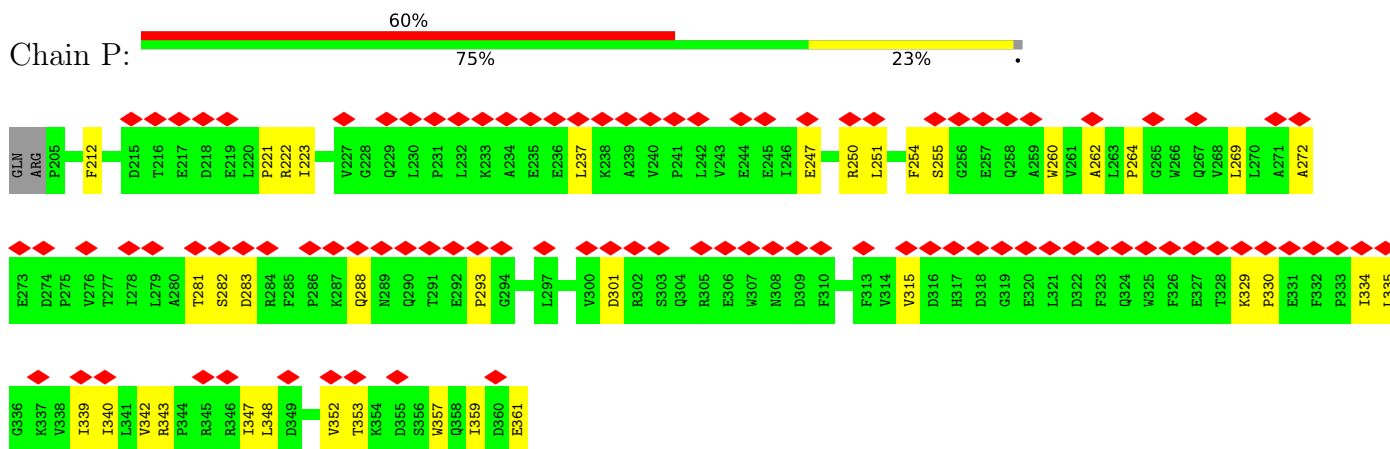 60%
Chain P:
75% 23% •
GLN ARG P205 F212 D215 T216 E217 D218 E219 L220 P221 R222 I223 V227 G228 Q229 L230 P231 L232 K233 A234 E235 E236 L237 K238 A239 V240 P241 L242 V243 E244 E245 I246 E247 R250 L251 F254 S255 G256 E257 Q258 A259 W260 V261 A262 L263 P264 G265 W266 Q267 V268 L269 L270 A271 A272
E273 D274 P275 V276 T277 I278 L279 A280 T281 S282 D283 R284 F285 P286 K287 Q288 N289 Q290 T291 E292 P293 G294 L297 V300 D301 R302 S303 Q304 R305 E306 W307 N308 D309 F310 F313 V314 V315 D316 H317 D318 G319 E320 L321 D322 F323 Q324 W325 F326 E327 T328 K329 P330 E331 F332 P333 I334 L335
G336 K337 V338 I339 I340 L341 V342 R343 P344 R345 R346 I347 L348 D349 V352 T353 K354 D355 S356 W357 Q358 I359 D360 E361